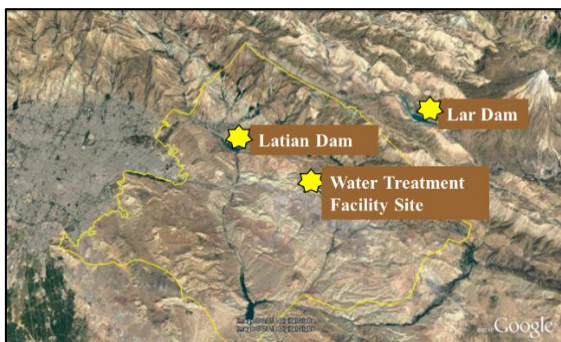 Lar Dam
Latian Dam
Water Treatment
Facility Site
Google